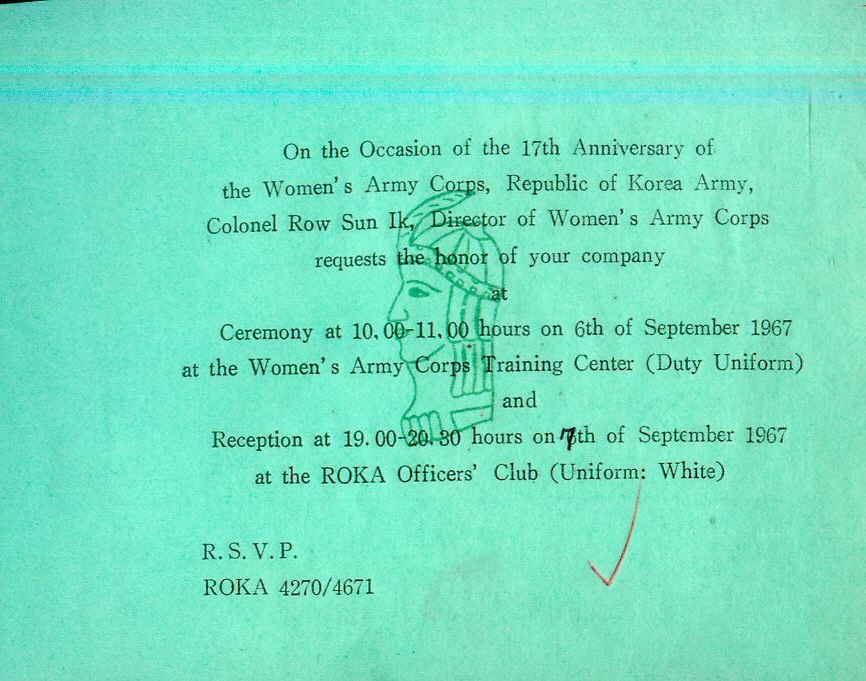 On the Occasion of the 17th Anniversary of
the Women's Army Corps, Republic of Korea Army,
Colonel Row Sun Ik, Director of Women's Army Corps
requests the honor of your company
at
Ceremony at 10.00-11.00 hours on 6th of September 1967
at the Women's Army Corps Training Center (Duty Uniform)
and
Reception at 19.00-20.30 hours on 7th of September 1967
at the ROKA Officers' Club (Uniform: White)
R.S.V.P.
ROKA 4270/4671